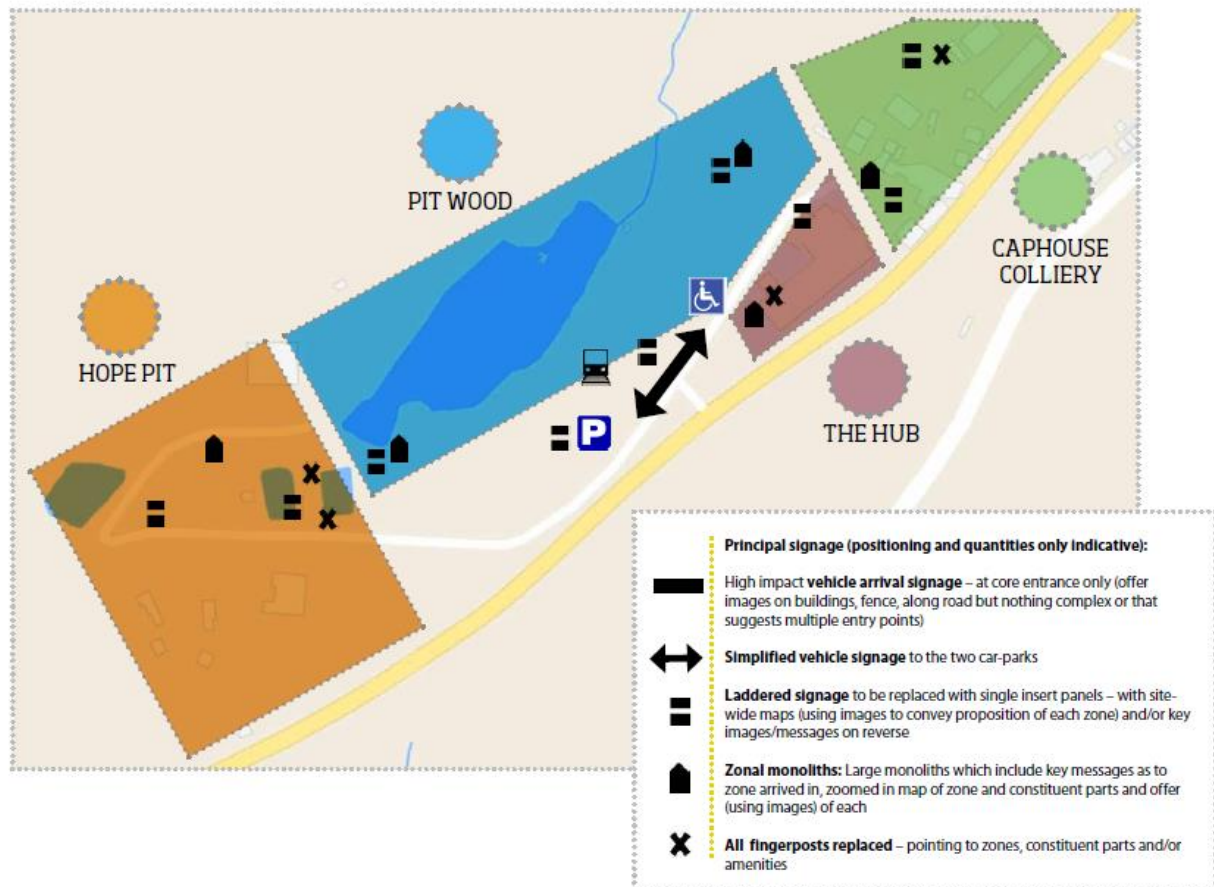 PIT WOOD
HOPE PIT
CAPHOUSE
COLLIERY
THE HUB
P
Principal signage (positioning and quantities only indicative):
High impact vehicle arrival signage – at core entrance only (offer
images on buildings, fence, along road but nothing complex or that
suggests multiple entry points)
Simplified vehicle signage to the two car-parks
Laddered signage to be replaced with single insert panels – with site-
wide maps (using images to convey proposition of each zone) and/or key
images/messages on reverse
Zonal monoliths: Large monoliths which include key messages as to
zone arrived in, zoomed in map of zone and constituent parts and offer
(using images) of each
All fingerposts replaced – pointing to zones, constituent parts and/or
amenities